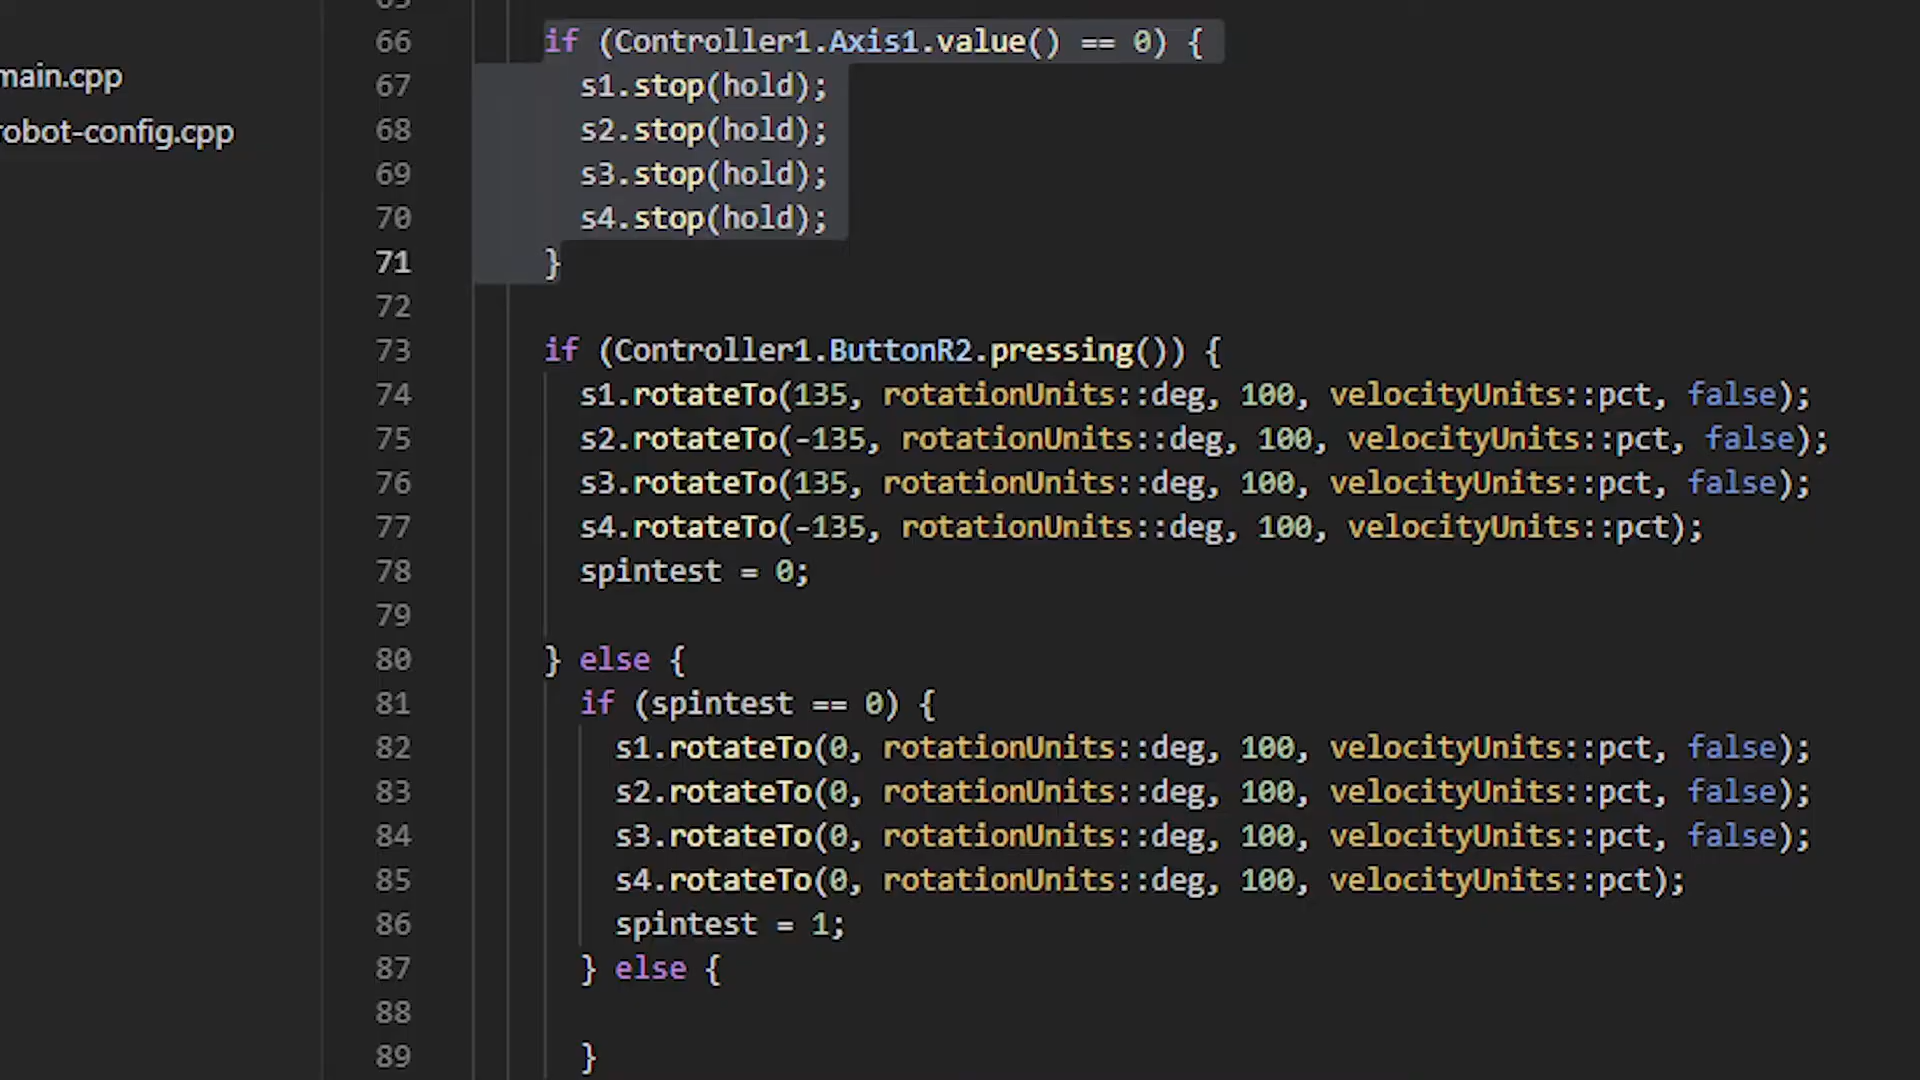 main.cpp
robot-config.cpp
65
66 if (Controller1.Axis1.value() == 0) {
67 s1.stop(hold);
68 s2.stop(hold);
69 s3.stop(hold);
70 s4.stop(hold);
71 }
72
73 if (Controller1.ButtonR2.pressing()) {
74 s1.rotateTo(135, rotationUnits::deg, 100, velocityUnits::pct, false);
75 s2.rotateTo(-135, rotationUnits::deg, 100, velocityUnits::pct, false);
76 s3.rotateTo(135, rotationUnits::deg, 100, velocityUnits::pct, false);
77 s4.rotateTo(-135, rotationUnits::deg, 100, velocityUnits::pct);
78 spintest = 0;
79
80 } else {
81 if (spintest == 0) {
82 s1.rotateTo(0, rotationUnits::deg, 100, velocityUnits::pct, false);
83 s2.rotateTo(0, rotationUnits::deg, 100, velocityUnits::pct, false);
84 s3.rotateTo(0, rotationUnits::deg, 100, velocityUnits::pct, false);
85 s4.rotateTo(0, rotationUnits::deg, 100, velocityUnits::pct);
86 spintest = 1;
87 } else {
88
89 }